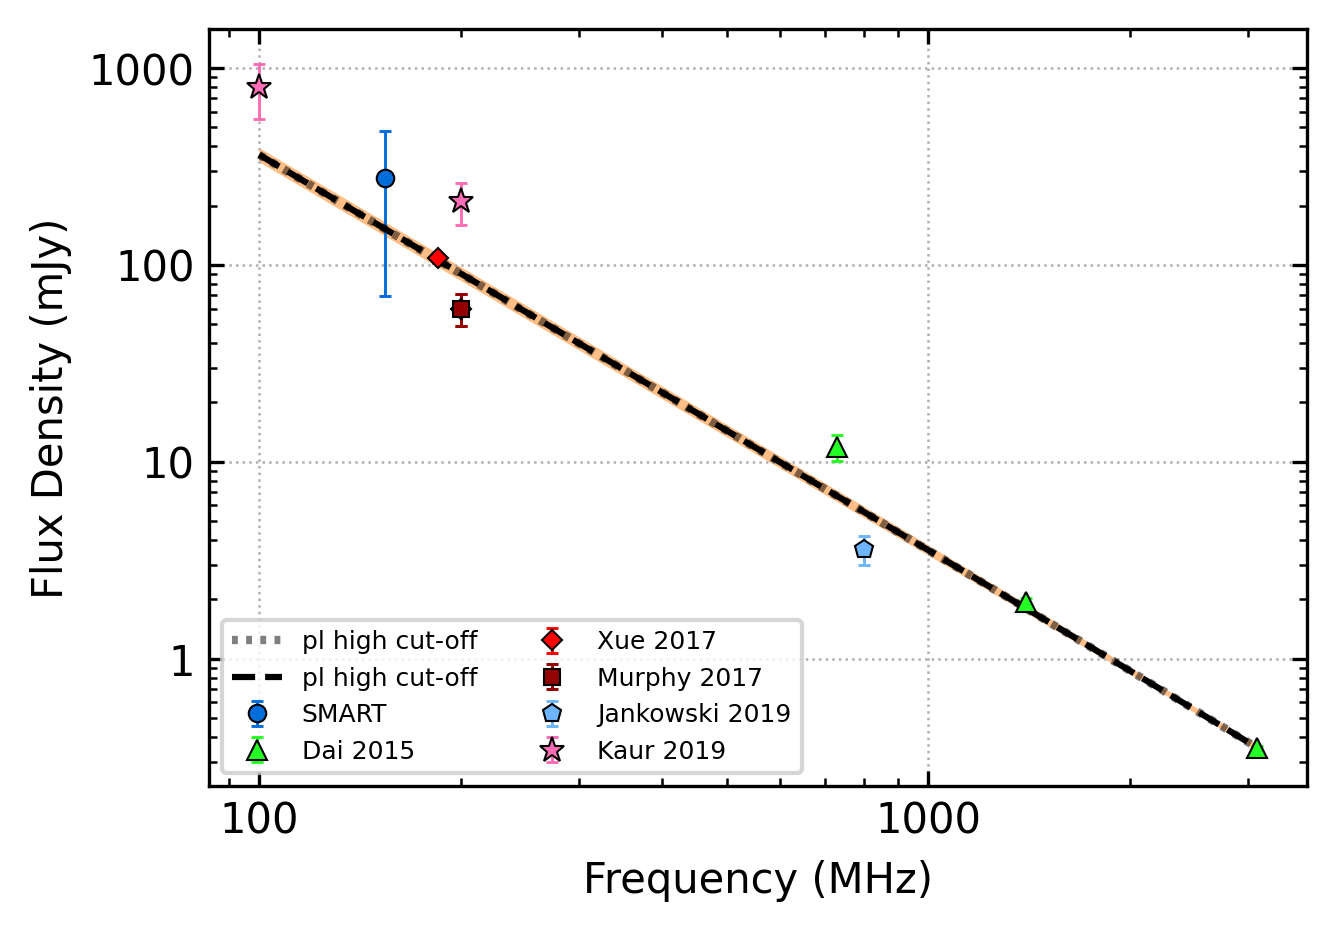 1000
100
10
1
Flux Density (mJy)
pl high cut-off
pl high cut-off
SMART
Dai 2015
Xue 2017
Murphy 2017
Jankowski 2019
Kaur 2019
100
1000
Frequency (MHz)